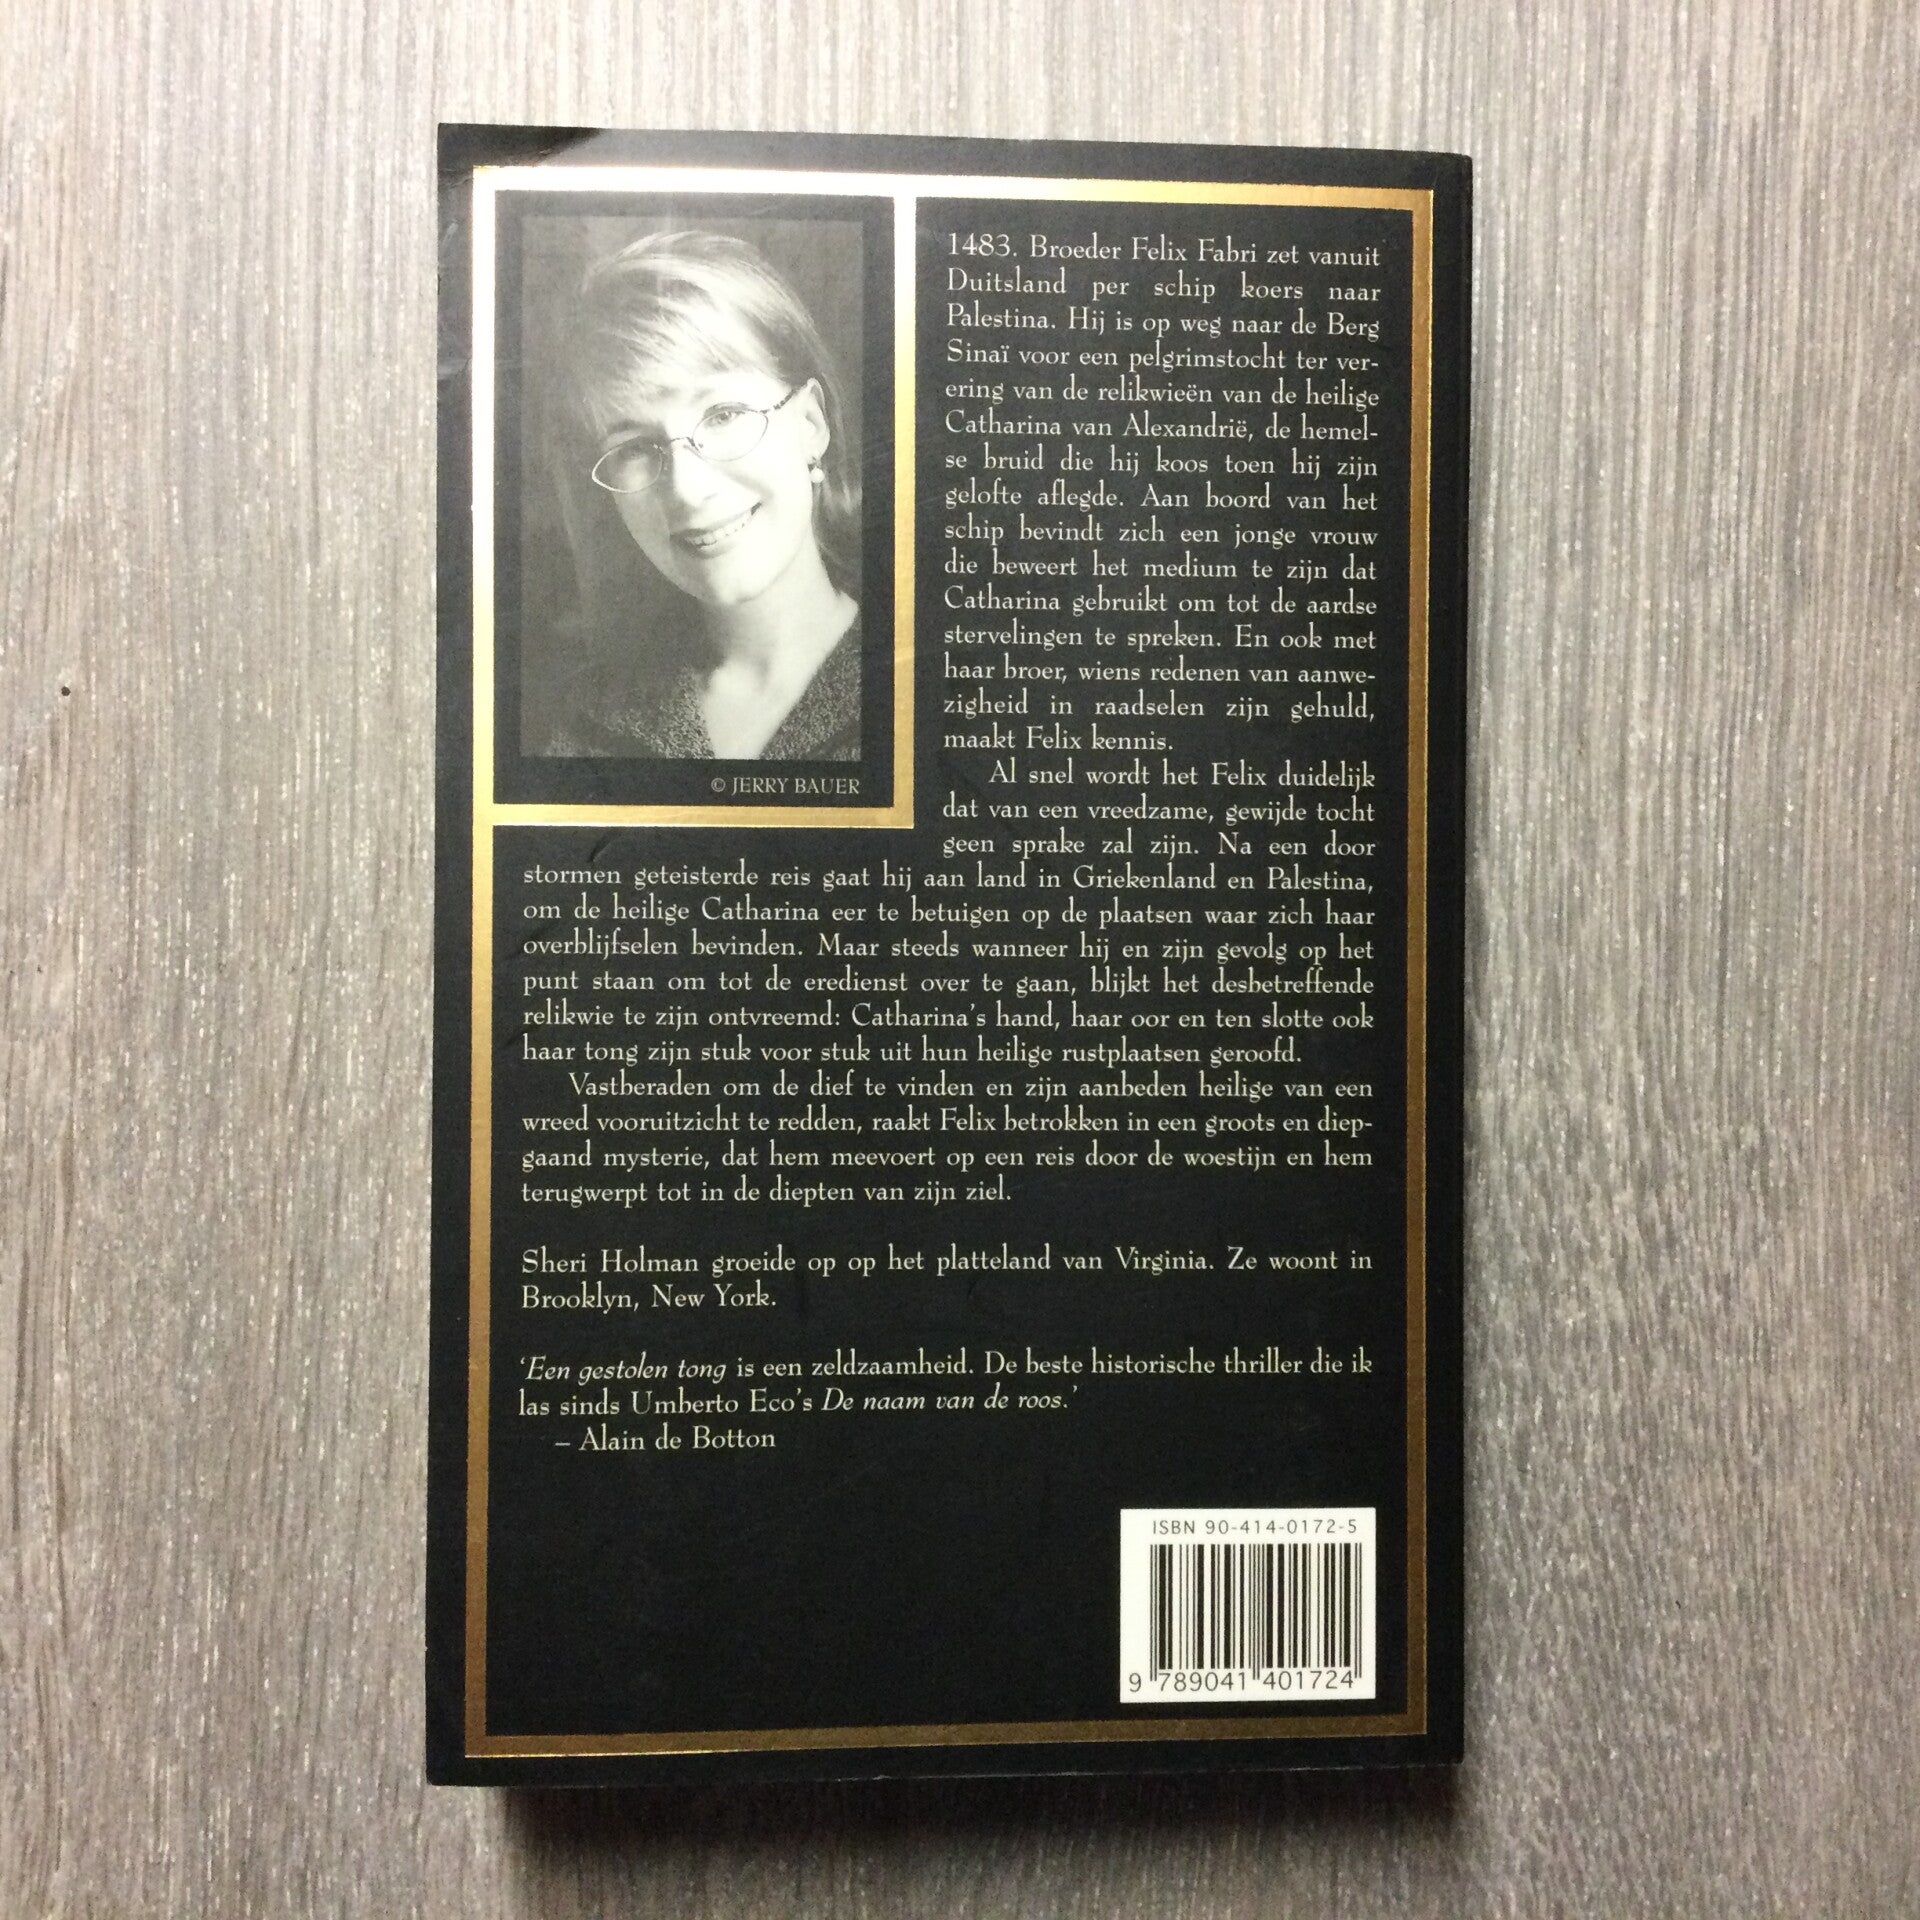 1483. Broeder Felix Fabri zet vanuit
Duitsland per schip koers naar
Palestina. Hij is op weg naar de Berg
Sinaï voor een pelgrimstocht ter ver-
ering van de relikwieën van de heilige
Catharina van Alexandrië, de hemel-
se bruid die hij koos toen hij zijn
gelofte aflegde. Aan boord van het
schip bevindt zich een jonge vrouw
die beweert het medium te zijn dat
Catharina gebruikt om tot de aardse
stervelingen te spreken. En ook met
haar broer, wiens redenen van aanwe-
zigheid in raadselen zijn gehuld,
maakt Felix kennis.
© JERRY BAUER
Al snel wordt het Felix duidelijk
dat van een vreedzame, gewijde tocht
geen sprake zal zijn. Na een door
stormen geteisterde reis gaat hij aan land in Griekenland en Palestina,
om de heilige Catharina eer te betuigen op de plaatsen waar zich haar
overblijfselen bevinden. Maar steeds wanneer hij en zijn gevolg op het
punt staan om tot de eredienst over te gaan, blijkt het desbetreffende
relikwie te zijn ontvreemd: Catharina's hand, haar oor en ten slotte ook
haar tong zijn stuk voor stuk uit hun heilige rustplaatsen geroofd.
Vastberaden om de dief te vinden en zijn aanbeden heilige van een
wreed vooruitzicht te redden, raakt Felix betrokken in een groots en diep-
gaand mysterie, dat hem meevoert op een reis door de woestijn en hem
terugwerpt tot in de diepten van zijn ziel.
Sheri Holman groeide op op het platteland van Virginia. Ze woont in
Brooklyn, New York.
'Een gestolen tong is een zeldzaamheid. De beste historische thriller die ik
las sinds Umberto Eco's De naam van de roos.'
– Alain de Botton
ISBN 90-414-0172-5
9 789041 401724